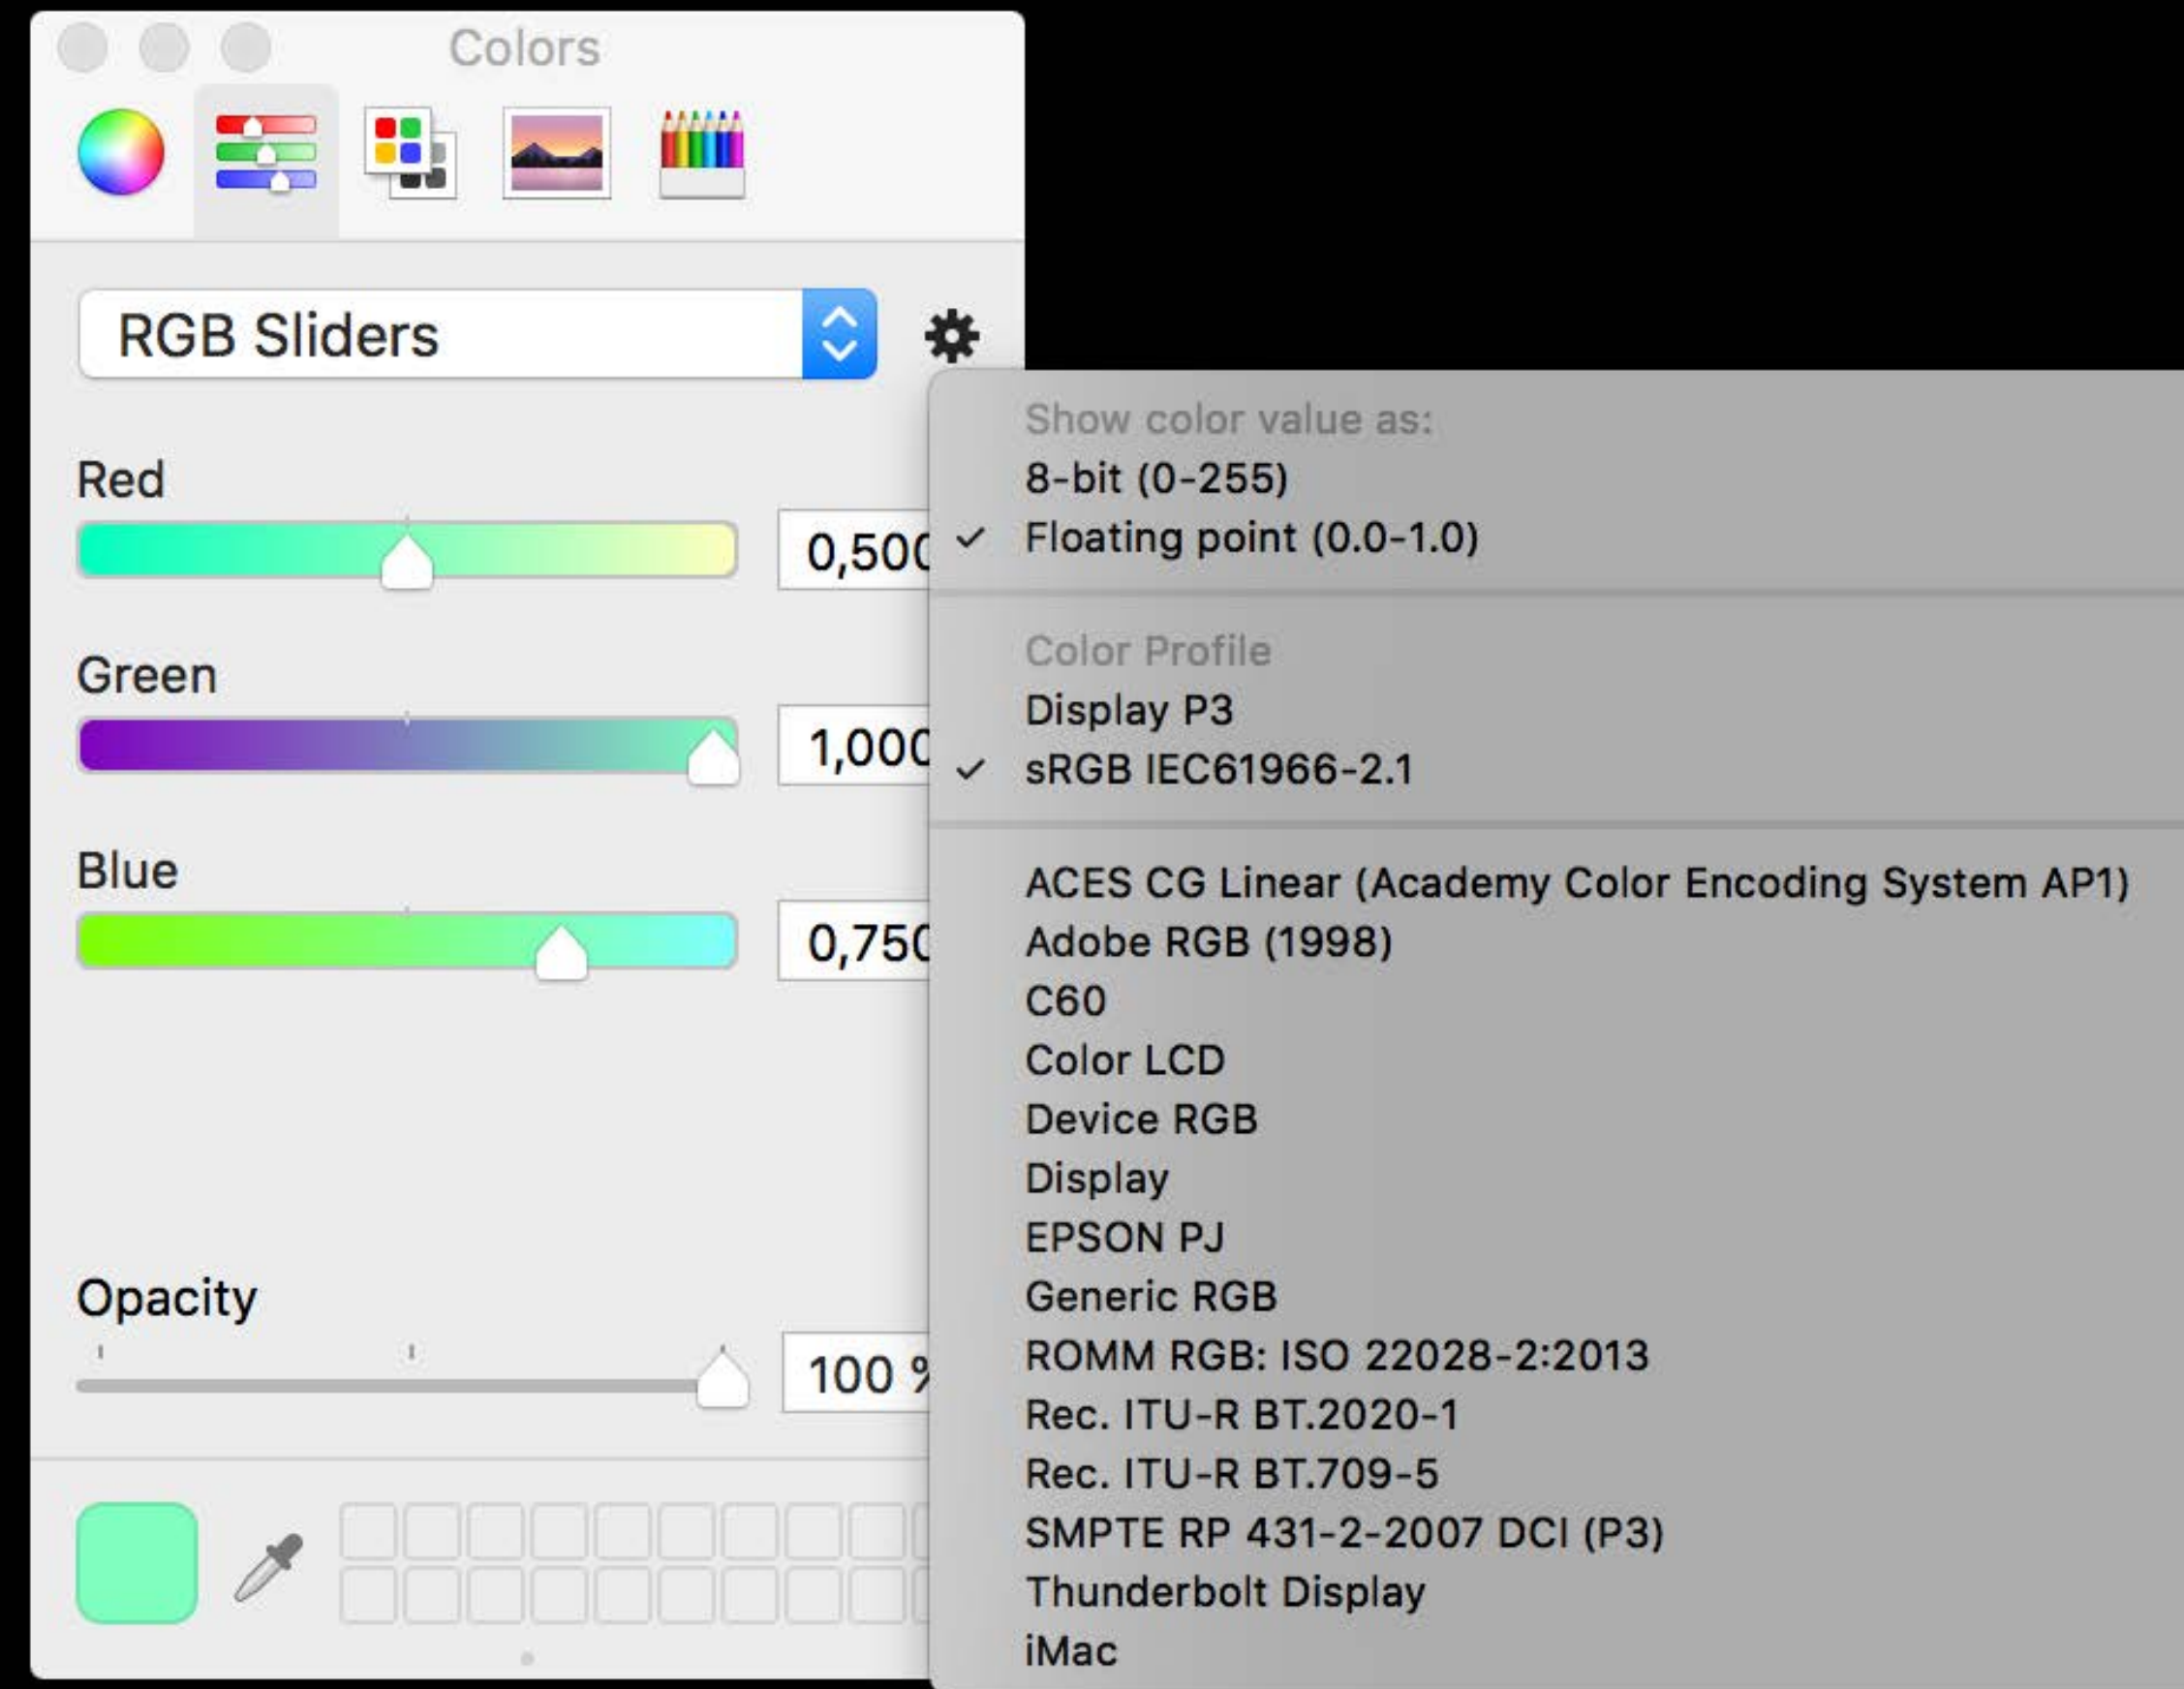 Colors
RGB Sliders
Red
0,500
Green
1,000
Blue
0,750
Opacity
100 %
Show color value as:
8-bit (0-255)
✓ Floating point (0.0-1.0)
Color Profile
Display P3
✓ sRGB IEC61966-2.1
ACES CG Linear (Academy Color Encoding System AP1)
Adobe RGB (1998)
C60
Color LCD
Device RGB
Display
EPSON PJ
Generic RGB
ROMM RGB: ISO 22028-2:2013
Rec. ITU-R BT.2020-1
Rec. ITU-R BT.709-5
SMPTE RP 431-2-2007 DCI (P3)
Thunderbolt Display
iMac